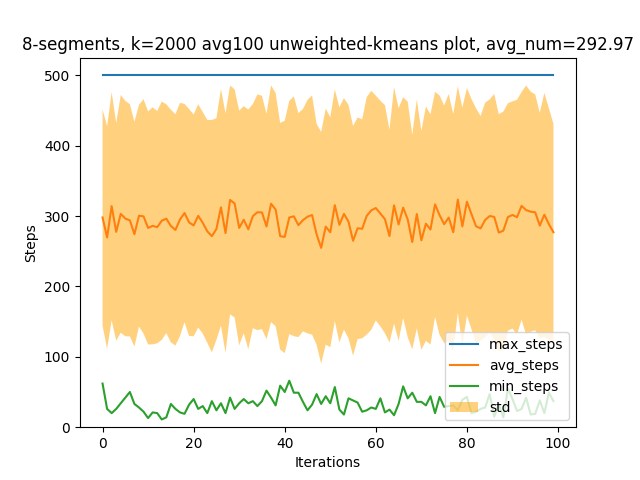 8-segments, k=2000 avg100 unweighted-kmeans plot, avg_num=292.97
500
400
300
200
100
0
Steps
0
20
40
60
80
100
Iterations
max_steps
avg_steps
min_steps
std